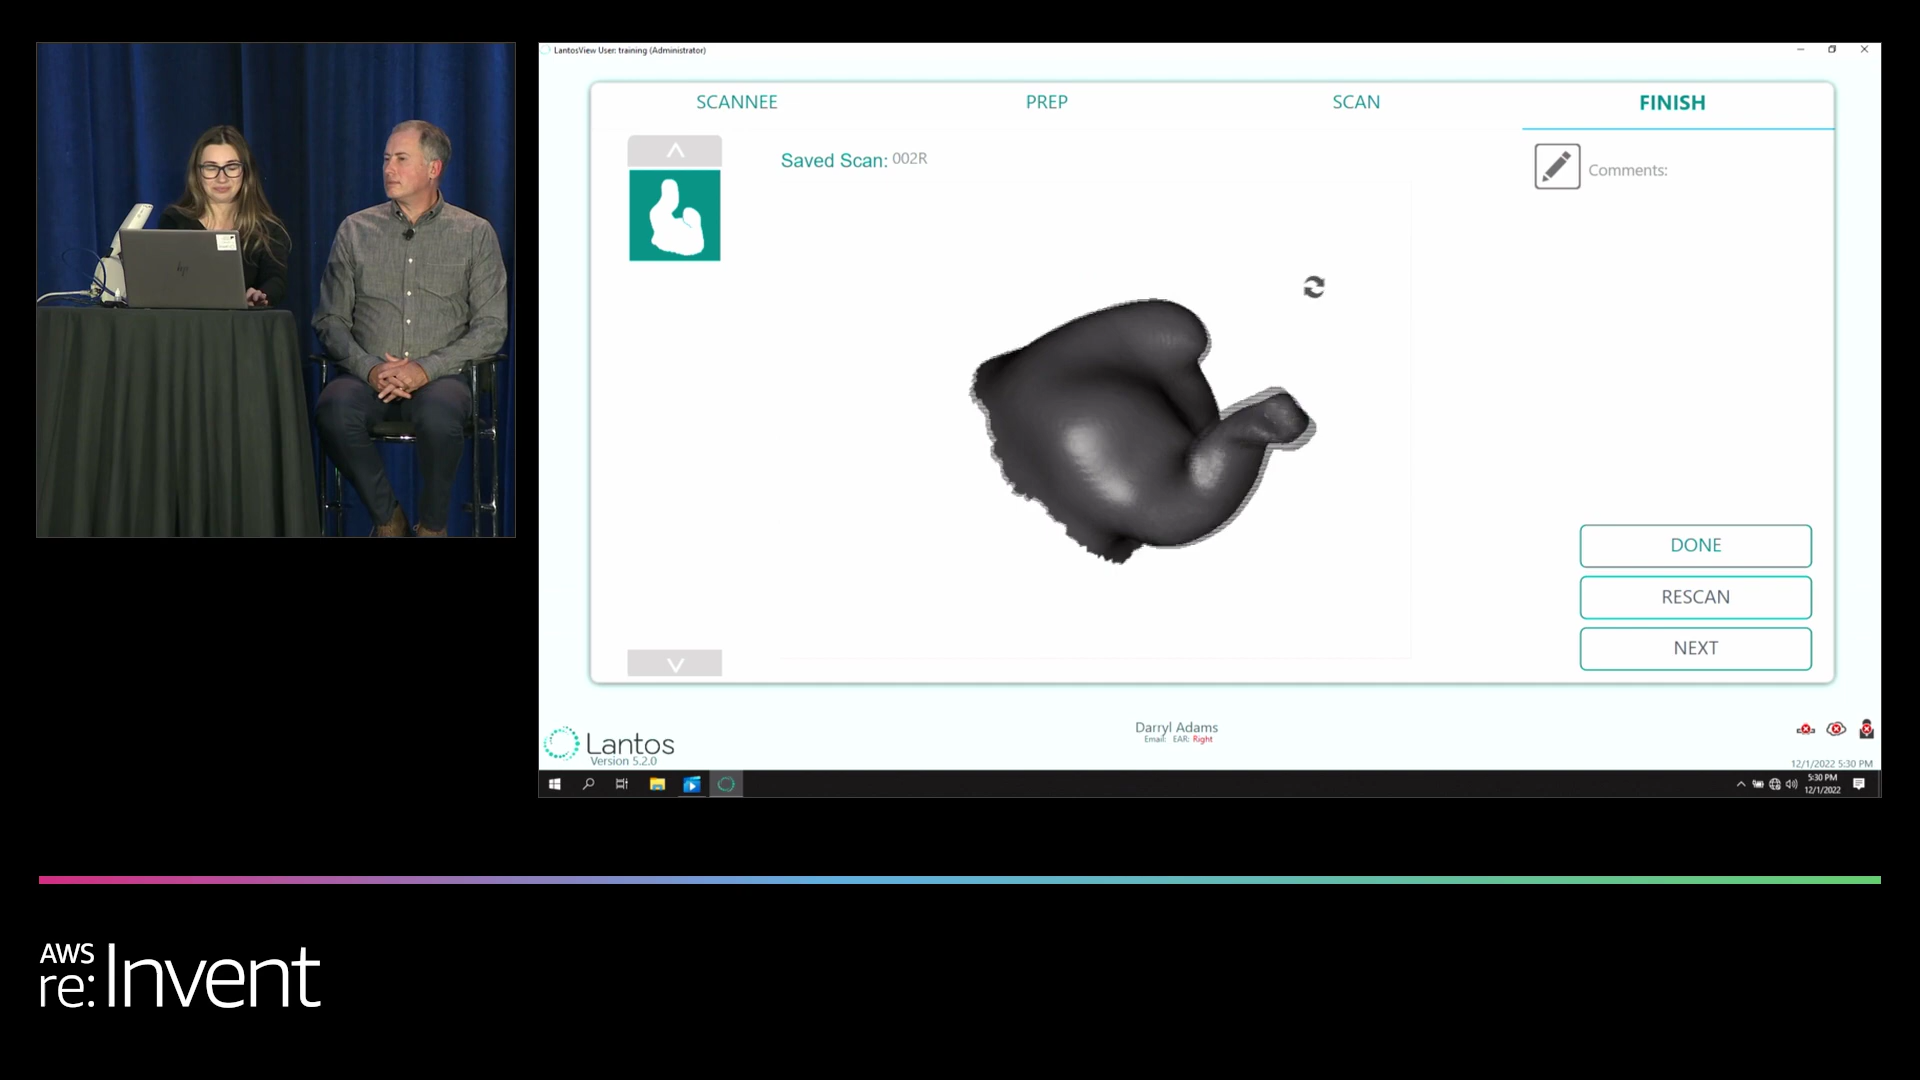 LantosView User: training (Administrator)
SCANNEE
PREP
SCAN
FINISH
Saved Scan: 002R
Comments:
DONE
RESCAN
NEXT
Lantos
Version 5.2.0
Darryl Adams
Email: EAR: Right
12/1/2022 5:30 PM
5:30 PM
12/1/2022
hp
AWS
re:Invent